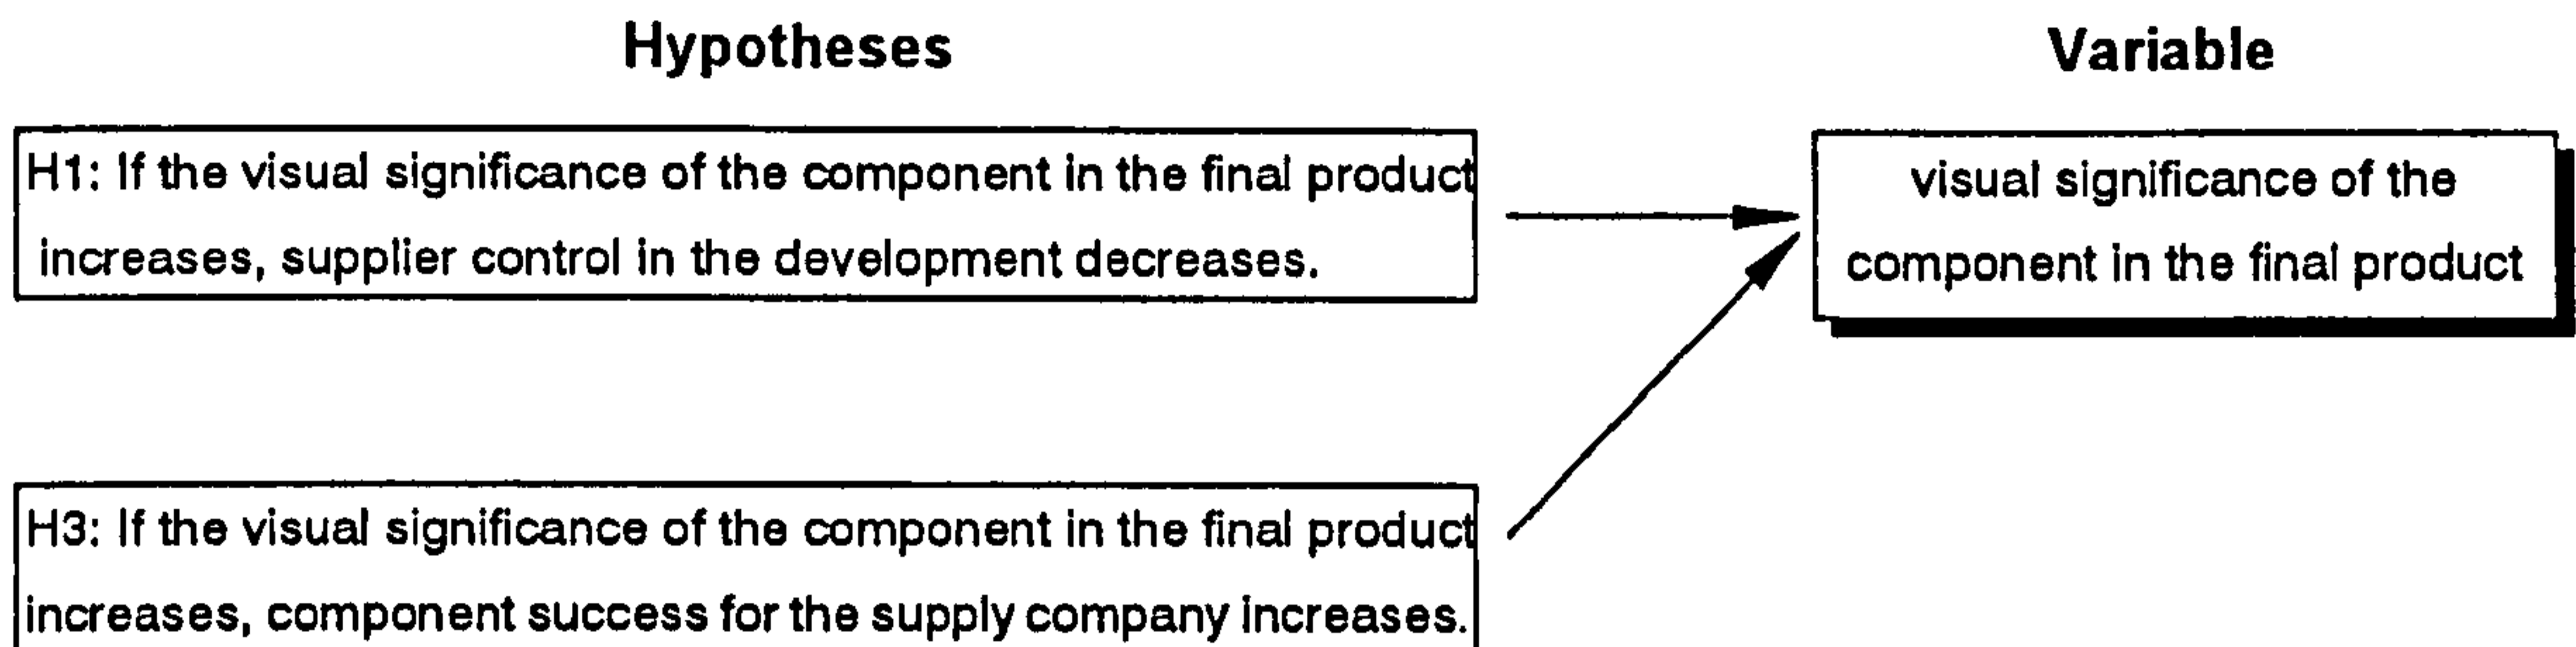 Hypotheses
Variable
H1: If the visual significance of the component in the final product
increases, supplier control in the development decreases.
visual significance of the
component in the final product
H3: If the visual significance of the component in the final product
increases, component success for the supply company increases.